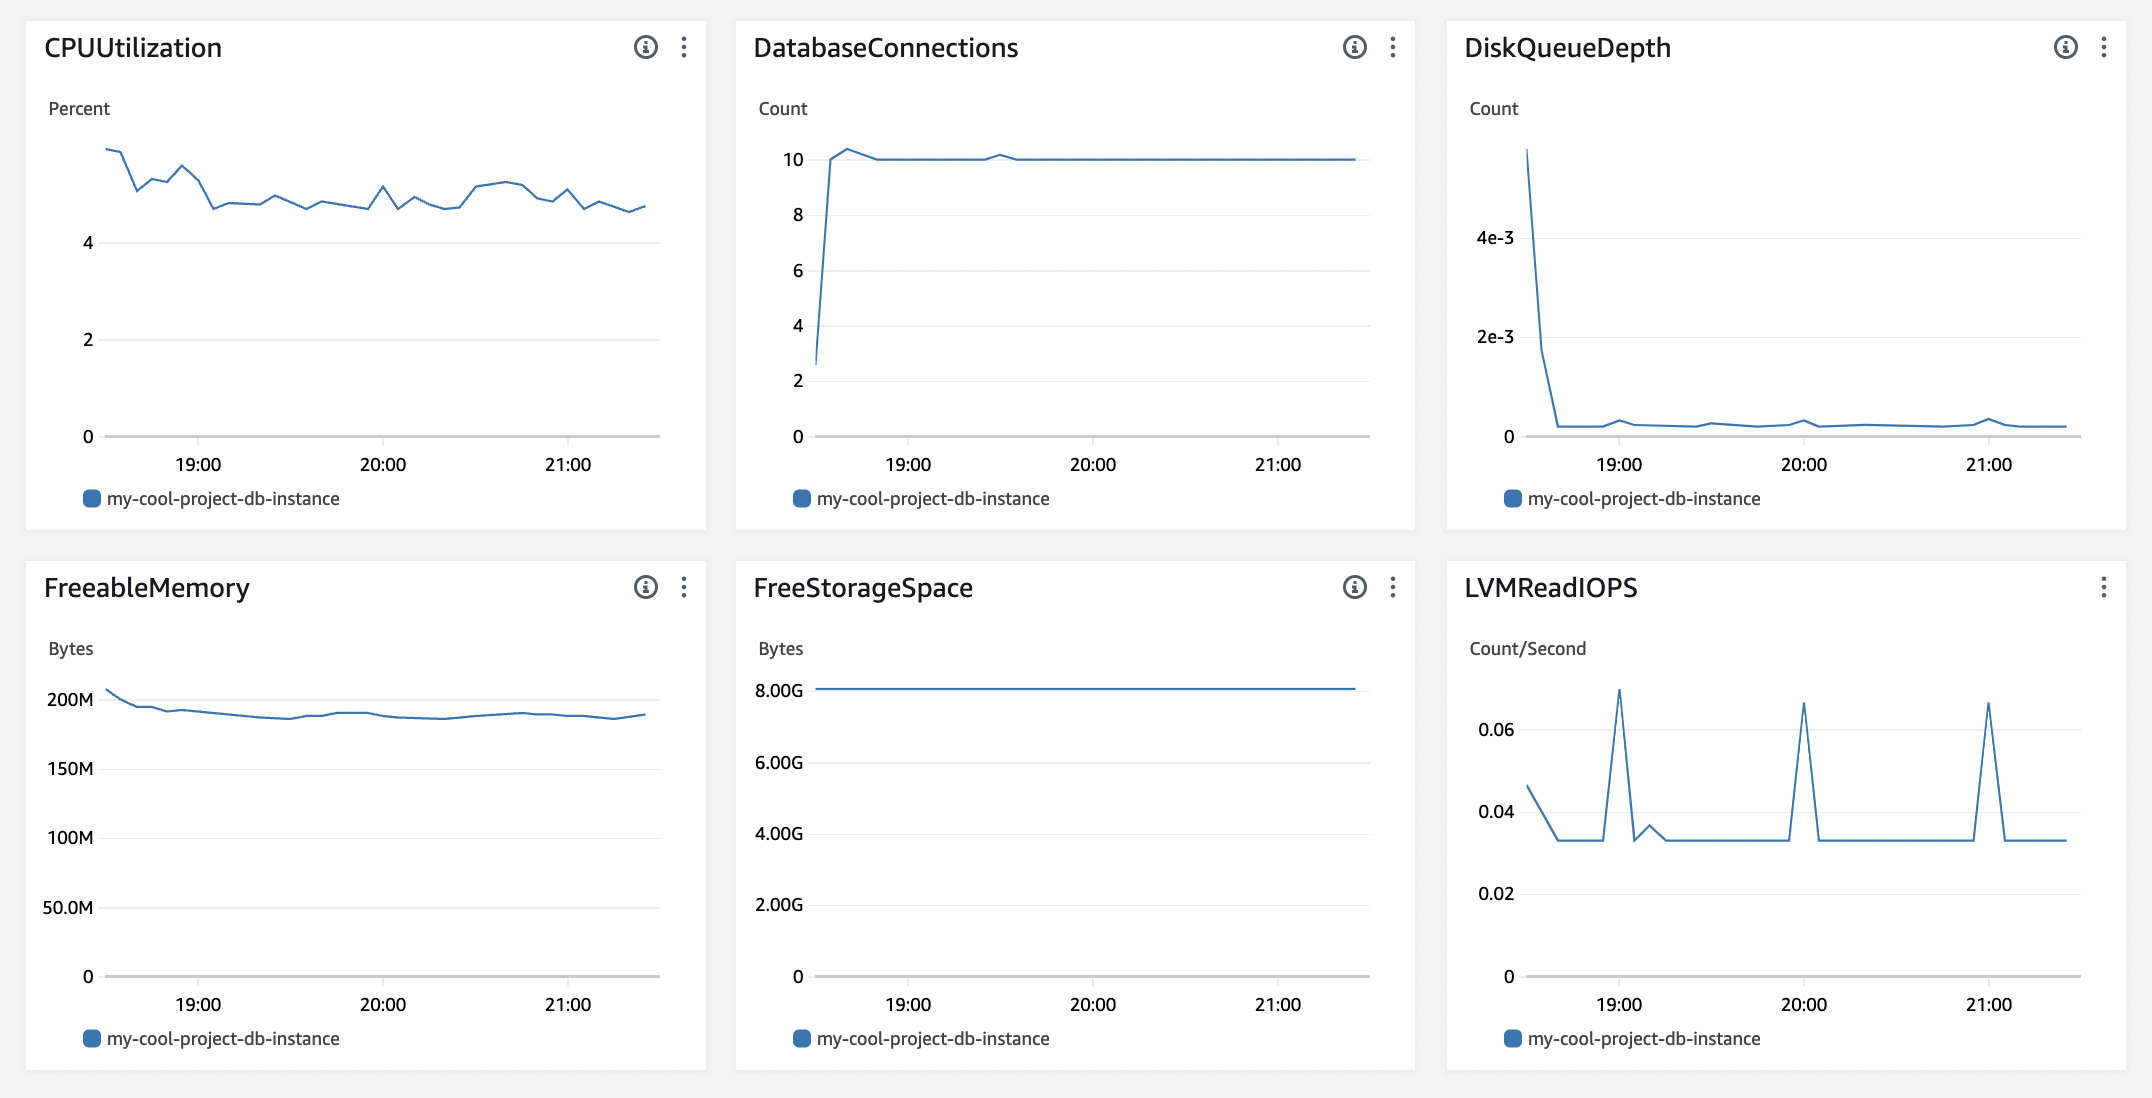 CPUUtilization
Percent
4
2
0
19:00 20:00 21:00
my-cool-project-db-instance
DatabaseConnections
Count
10
8
6
4
2
0
19:00 20:00 21:00
my-cool-project-db-instance
DiskQueueDepth
Count
4e-3
2e-3
0
19:00 20:00 21:00
my-cool-project-db-instance
FreeableMemory
Bytes
200M
150M
100M
50.0M
0
19:00 20:00 21:00
my-cool-project-db-instance
FreeStorageSpace
Bytes
8.00G
6.00G
4.00G
2.00G
0
19:00 20:00 21:00
my-cool-project-db-instance
LVMReadIOPS
Count/Second
0.06
0.04
0.02
0
19:00 20:00 21:00
my-cool-project-db-instance